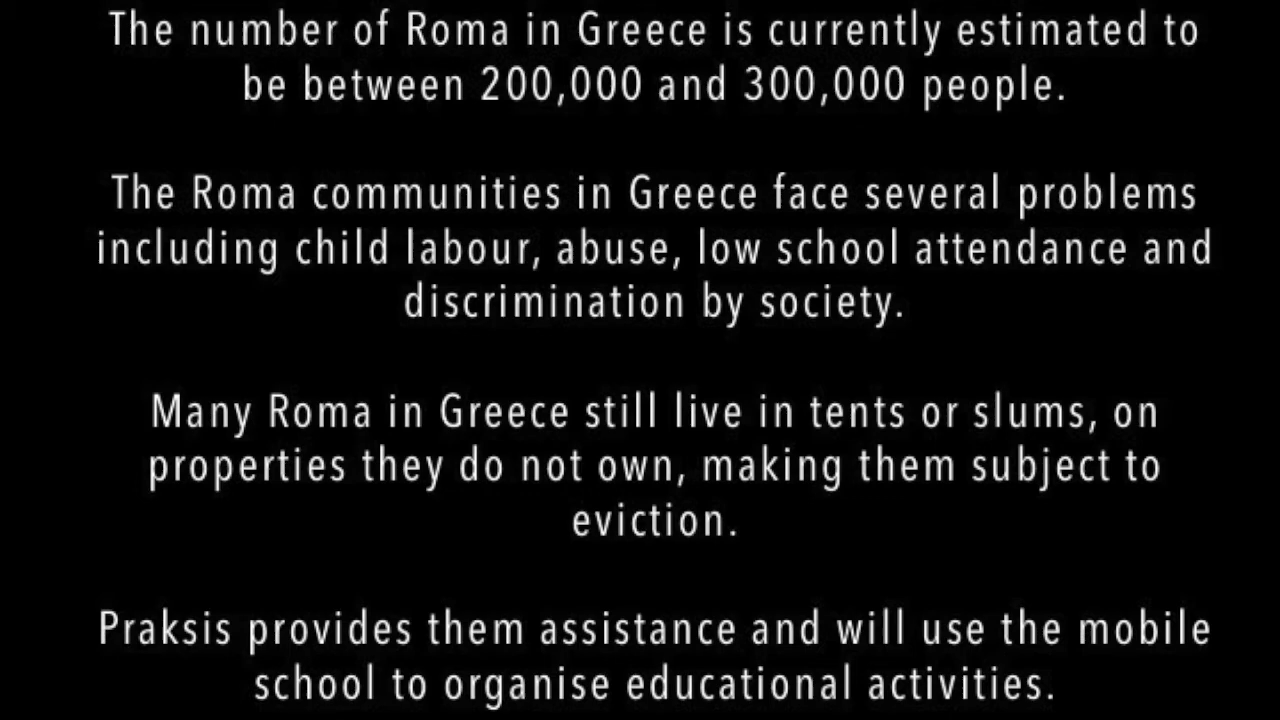 The number of Roma in Greece is currently estimated to
be between 200,000 and 300,000 people.
The Roma communities in Greece face several problems
including child labour, abuse, low school attendance and
discrimination by society.
Many Roma in Greece still live in tents or slums, on
properties they do not own, making them subject to
eviction.
Praksis provides them assistance and will use the mobile
school to organise educational activities.